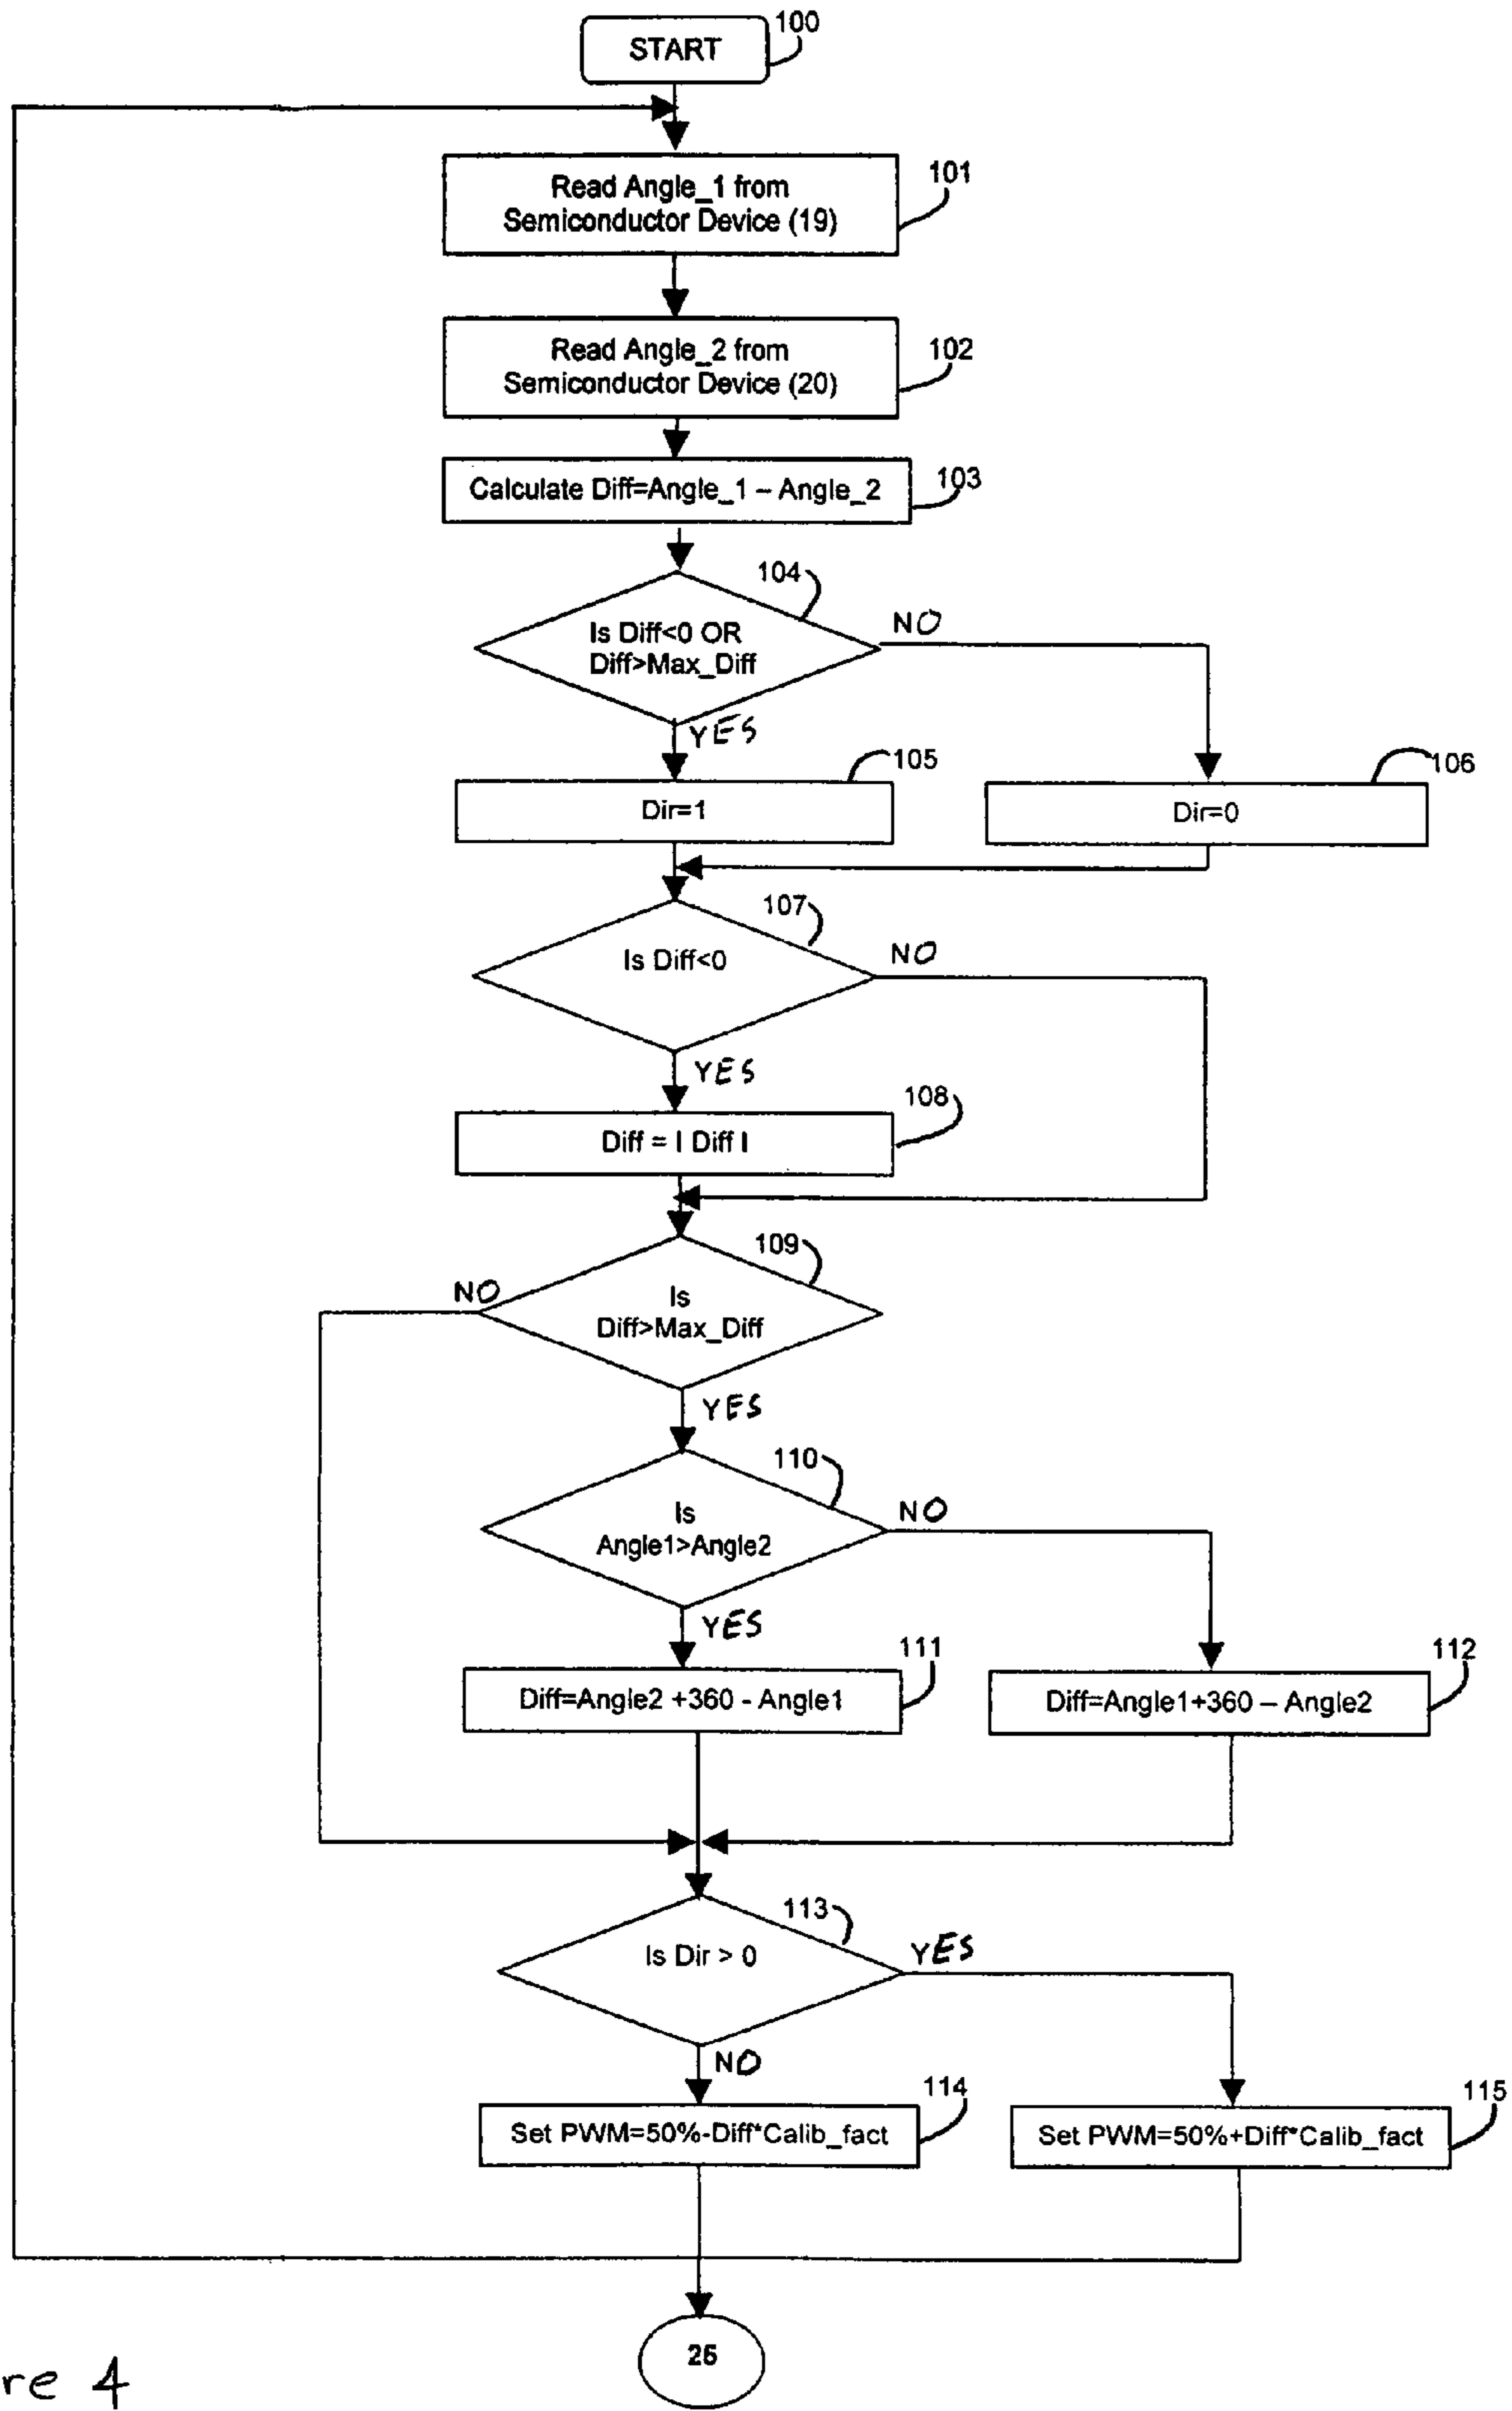 START
100
Read Angle_1 from
Semiconductor Device (19)
101
Read Angle_2 from
Semiconductor Device (20)
102
Calculate Diff=Angle_1 – Angle_2
103
104
Is Diff<0 OR
Diff>Max_Diff
NO
YES
105
Dir=1
106
Dir=0
107
Is Diff<0
NO
YES
108
Diff = I Diff I
109
NO
Is
Diff>Max_Diff
YES
110
Is
Angle1>Angle2
NO
YES
111
Diff=Angle2 +360 - Angle1
112
Diff=Angle1+360 – Angle2
113
Is Dir > 0
YES
NO
114
Set PWM=50%-Diff*Calib_fact
115
Set PWM=50%+Diff*Calib_fact
re 4